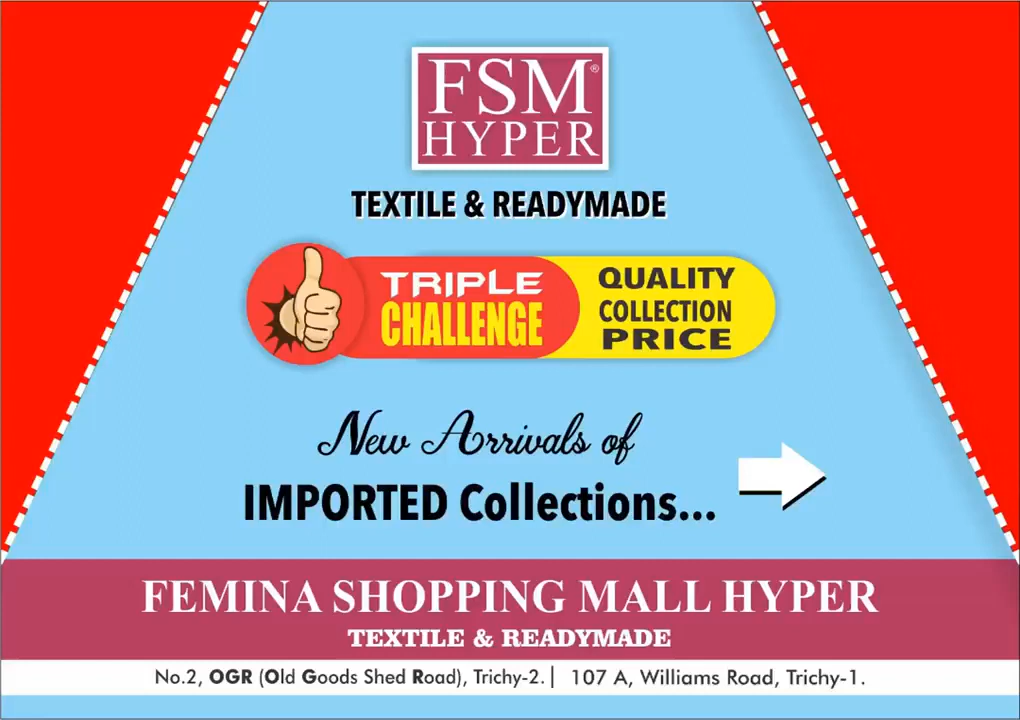 FSM®
HYPER
TEXTILE & READYMADE
TRIPLE
CHALLENGE
QUALITY
COLLECTION
PRICE
New Arrivals of
IMPORTED Collections...
FEMINA SHOPPING MALL HYPER
TEXTILE & READYMADE
No.2, OGR (Old Goods Shed Road), Trichy-2. | 107 A, Williams Road, Trichy-1.